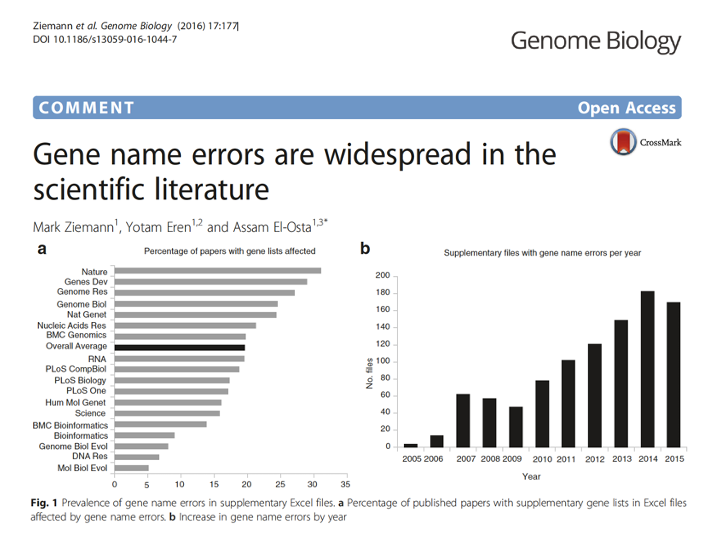 Ziemann et al. Genome Biology (2016) 17:177
DOI 10.1186/s13059-016-1044-7
Genome Biology
COMMENT
Open Access
Gene name errors are widespread in the
scientific literature
CrossMark
Mark Ziemann1, Yotam Eren1,2 and Assam El-Osta1,3*
a
Percentage of papers with gene lists affected
Nature
Genes Dev
Genome Res
Genome Biol
Nat Genet
Nucleic Acids Res
BMC Genomics
Overall Average
RNA
PLoS CompBiol
PLoS Biology
PLoS One
Hum Mol Genet
Science
BMC Bioinformatics
Bioinformatics
Genome Biol Evol
DNA Res
Mol Biol Evol
0 5 10 15 20 25 30 35
b
Supplementary files with gene name errors per year
No. files
200
180
160
140
120
100
80
60
40
20
0
2005 2006 2007 2008 2009 2010 2011 2012 2013 2014 2015
Year
Fig. 1 Prevalence of gene name errors in supplementary Excel files. a Percentage of published papers with supplementary gene lists in Excel files
affected by gene name errors. b Increase in gene name errors by year